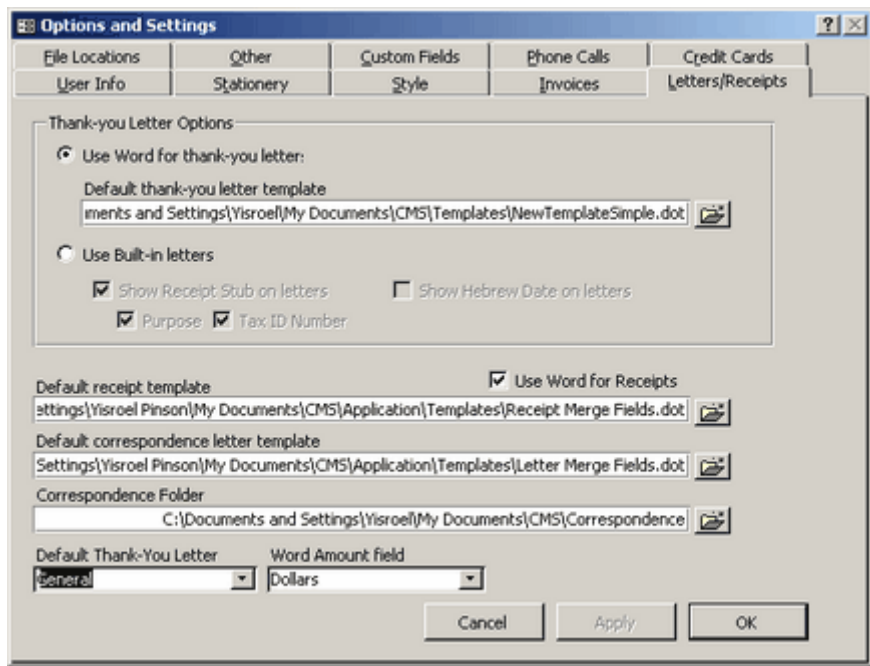 Options and Settings
File Locations Other Custom Fields Phone Calls Credit Cards
User Info Stationery Style Invoices Letters/Receipts
Thank-you Letter Options
Use Word for thank-you letter:
Default thank-you letter template
ments and Settings\Yisroel\My Documents\CMS\Templates\NewTemplateSimple.dot
Use Built-in letters
Show Receipt Stub on letters Show Hebrew Date on letters
Purpose Tax ID Number
Default receipt template Use Word for Receipts
ettings\Yisroel Pinson\My Documents\CMS\Application\Templates\Receipt Merge Fields.dot
Default correspondence letter template
Settings\Yisroel Pinson\My Documents\CMS\Application\Templates\Letter Merge Fields.dot
Correspondence Folder
C:\Documents and Settings\Yisroel\My Documents\CMS\Correspondence
Default Thank-You Letter Word Amount field
General Dollars
Cancel Apply OK